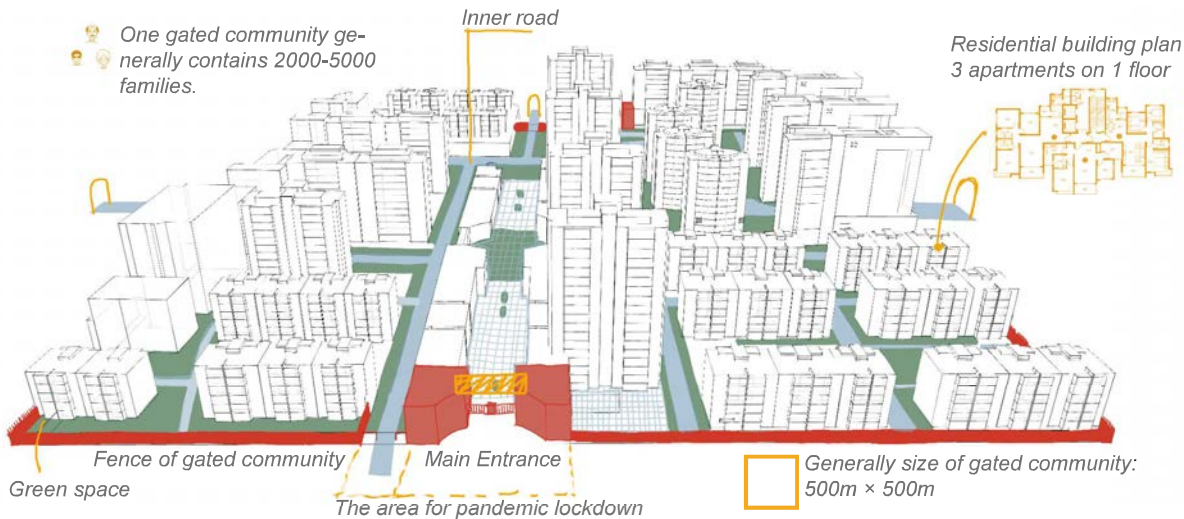 One gated community ge-
nerally contains 2000-5000
families.
Inner road
Residential building plan
3 apartments on 1 floor
Fence of gated community
Main Entrance
Green space
The area for pandemic lockdown
Generally size of gated community:
500m × 500m